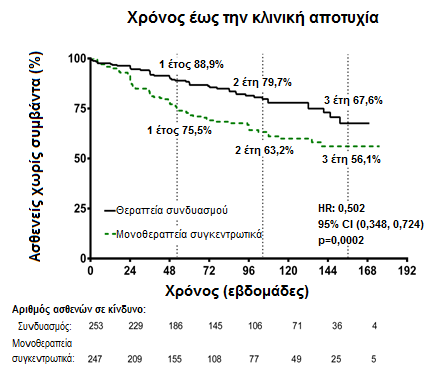 Χρόνος έως την κλινική αποτυχία
Ασθενείς χωρίς συμβάντα (%)
100
75
50
25
0
1 έτος 88,9%
2 έτη 79,7%
3 έτη 67,6%
1 έτος 75,5%
2 έτη 63,2%
3 έτη 56,1%
Θεραπεία συνδυασμού
Μονοθεραπεία συγκεντρωτικά
HR: 0,502
95% CI (0,348, 0,724)
p=0,0002
0 24 48 72 96 120 144 168 192
Χρόνος (εβδομάδες)
Αριθμός ασθενών σε κίνδυνο:
Συνδυασμός: 253 229 186 145 106 71 36 4
Μονοθεραπεία
συγκεντρωτικά: 247 209 155 108 77 49 25 5